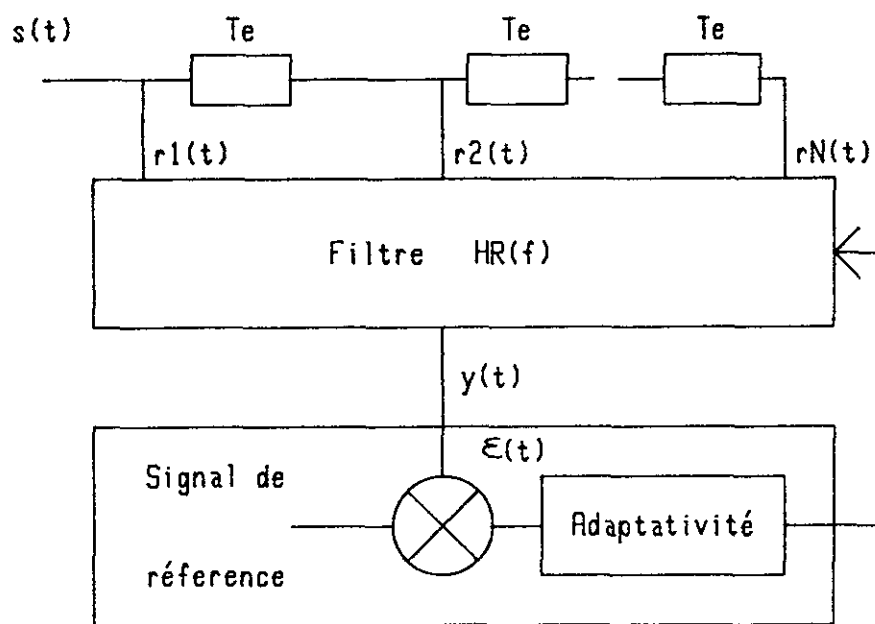 s(t)
Te
Te
Te
r1(t)
r2(t)
rN(t)
Filtre HR(f)
y(t)
ε(t)
Signal de
réference
Adaptativité